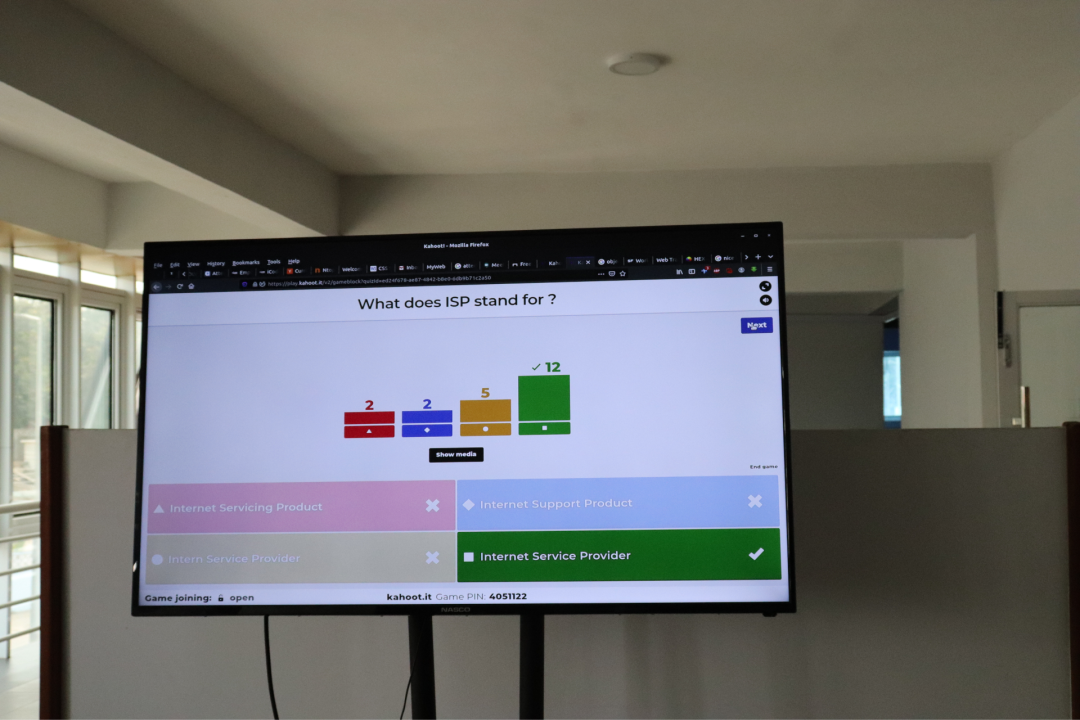 Kahoot! - Mozilla Firefox
File Edit View History Bookmarks Tools Help
MyWeb
What does ISP stand for ?
Next
2 2 5 12
Show media
End game
Internet Servicing Product
Internet Support Product
Intern Service Provider
Internet Service Provider
Game joining: open
kahoot.it Game PIN: 4051122
NASCO